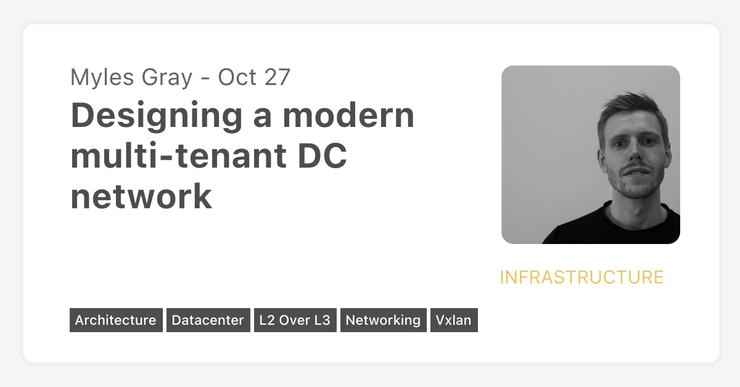 Myles Gray - Oct 27
Designing a modern
multi-tenant DC
network
INFRASTRUCTURE
Architecture Datacenter L2 Over L3 Networking Vxlan